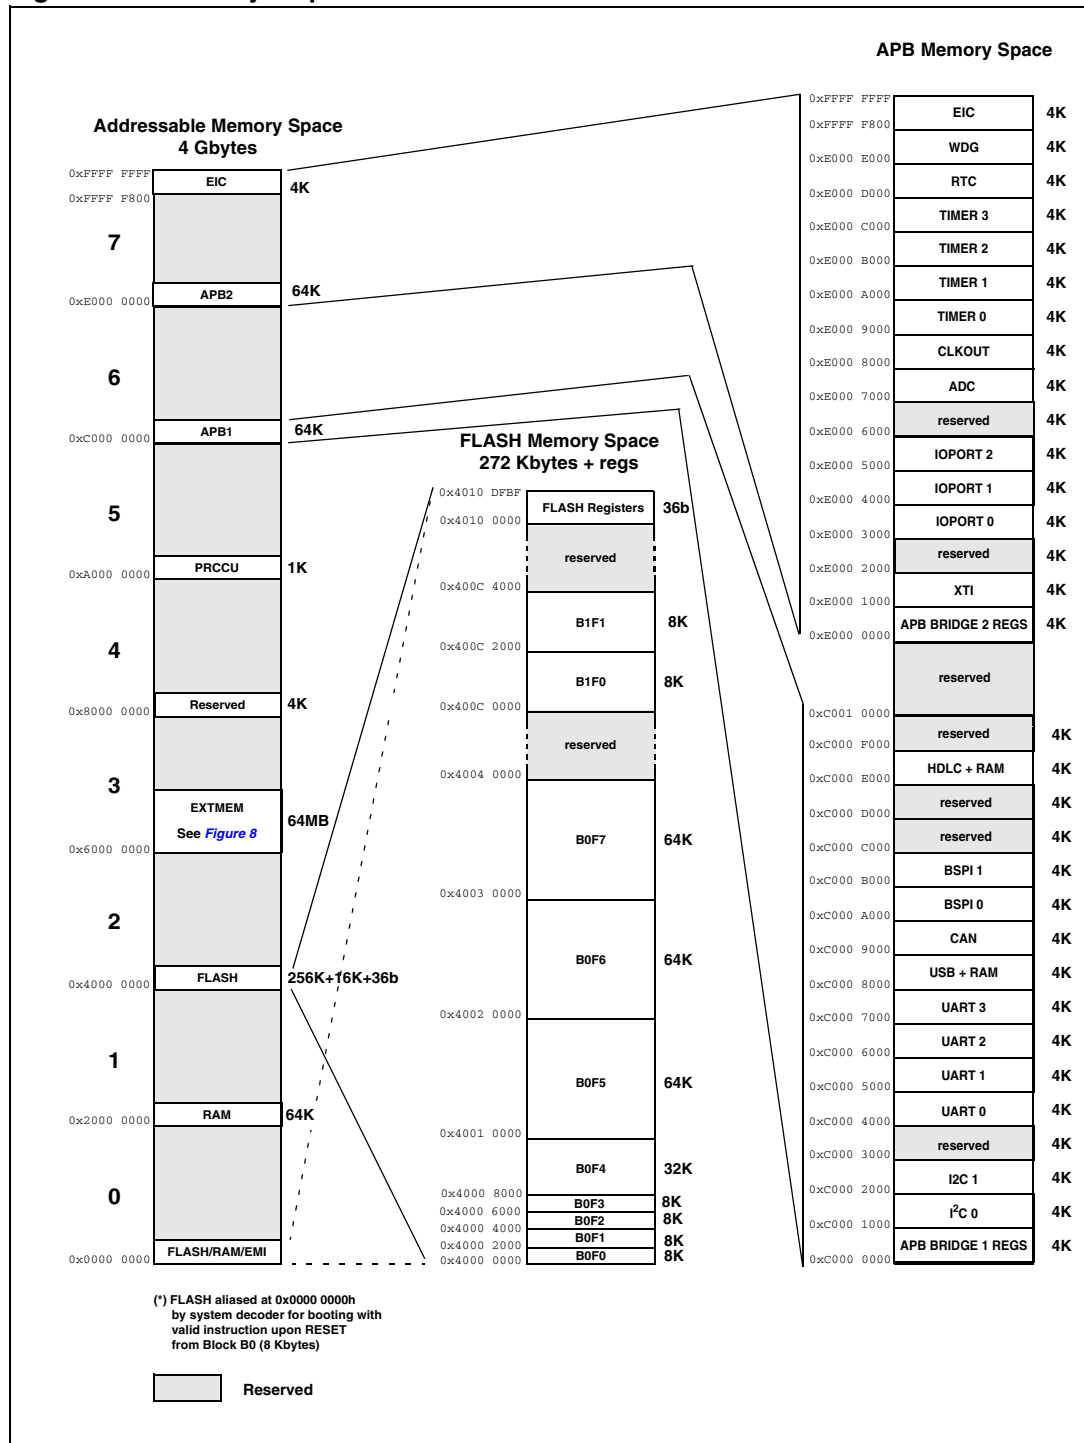 APB Memory Space
Addressable Memory Space
4 Gbytes
0xFFFF FFFF
EIC
4K
0xFFFF F800
7
APB2
64K
0xE000 0000
6
APB1
64K
0xC000 0000
5
PRCCU
1K
0xA000 0000
4
Reserved
4K
0x8000 0000
3
EXTMEM
See Figure 8
64MB
0x6000 0000
2
FLASH
256K+16K+36b
0x4000 0000
1
RAM
64K
0x2000 0000
0
FLASH/RAM/EMI
0x0000 0000
FLASH Memory Space
272 Kbytes + regs
0x4010 DFBF
FLASH Registers
36b
0x4010 0000
reserved
0x400C 4000
B1F1
8K
0x400C 2000
B1F0
8K
0x400C 0000
reserved
0x4004 0000
B0F7
64K
0x4003 0000
B0F6
64K
0x4002 0000
B0F5
64K
0x4001 0000
B0F4
32K
0x4000 8000
B0F3
8K
0x4000 6000
B0F2
8K
0x4000 4000
B0F1
8K
0x4000 2000
B0F0
8K
0x4000 0000
0xFFFF FFFF
EIC
4K
0xFFFF F800
WDG
4K
0xE000 E000
RTC
4K
0xE000 D000
TIMER 3
4K
0xE000 C000
TIMER 2
4K
0xE000 B000
TIMER 1
4K
0xE000 A000
TIMER 0
4K
0xE000 9000
CLKOUT
4K
0xE000 8000
ADC
4K
0xE000 7000
reserved
4K
0xE000 6000
IOPORT 2
4K
0xE000 5000
IOPORT 1
4K
0xE000 4000
IOPORT 0
4K
0xE000 3000
reserved
4K
0xE000 2000
XTI
4K
0xE000 1000
APB BRIDGE 2 REGS
4K
0xE000 0000
reserved
0xC001 0000
reserved
4K
0xC000 F000
HDLC + RAM
4K
0xC000 E000
reserved
4K
0xC000 D000
reserved
4K
0xC000 C000
BSPI 1
4K
0xC000 B000
BSPI 0
4K
0xC000 A000
CAN
4K
0xC000 9000
USB + RAM
4K
0xC000 8000
UART 3
4K
0xC000 7000
UART 2
4K
0xC000 6000
UART 1
4K
0xC000 5000
UART 0
4K
0xC000 4000
reserved
4K
0xC000 3000
I2C 1
4K
0xC000 2000
I²C 0
4K
0xC000 1000
APB BRIDGE 1 REGS
4K
0xC000 0000
(*) FLASH aliased at 0x0000 0000h
by system decoder for booting with
valid instruction upon RESET
from Block B0 (8 Kbytes)
Reserved